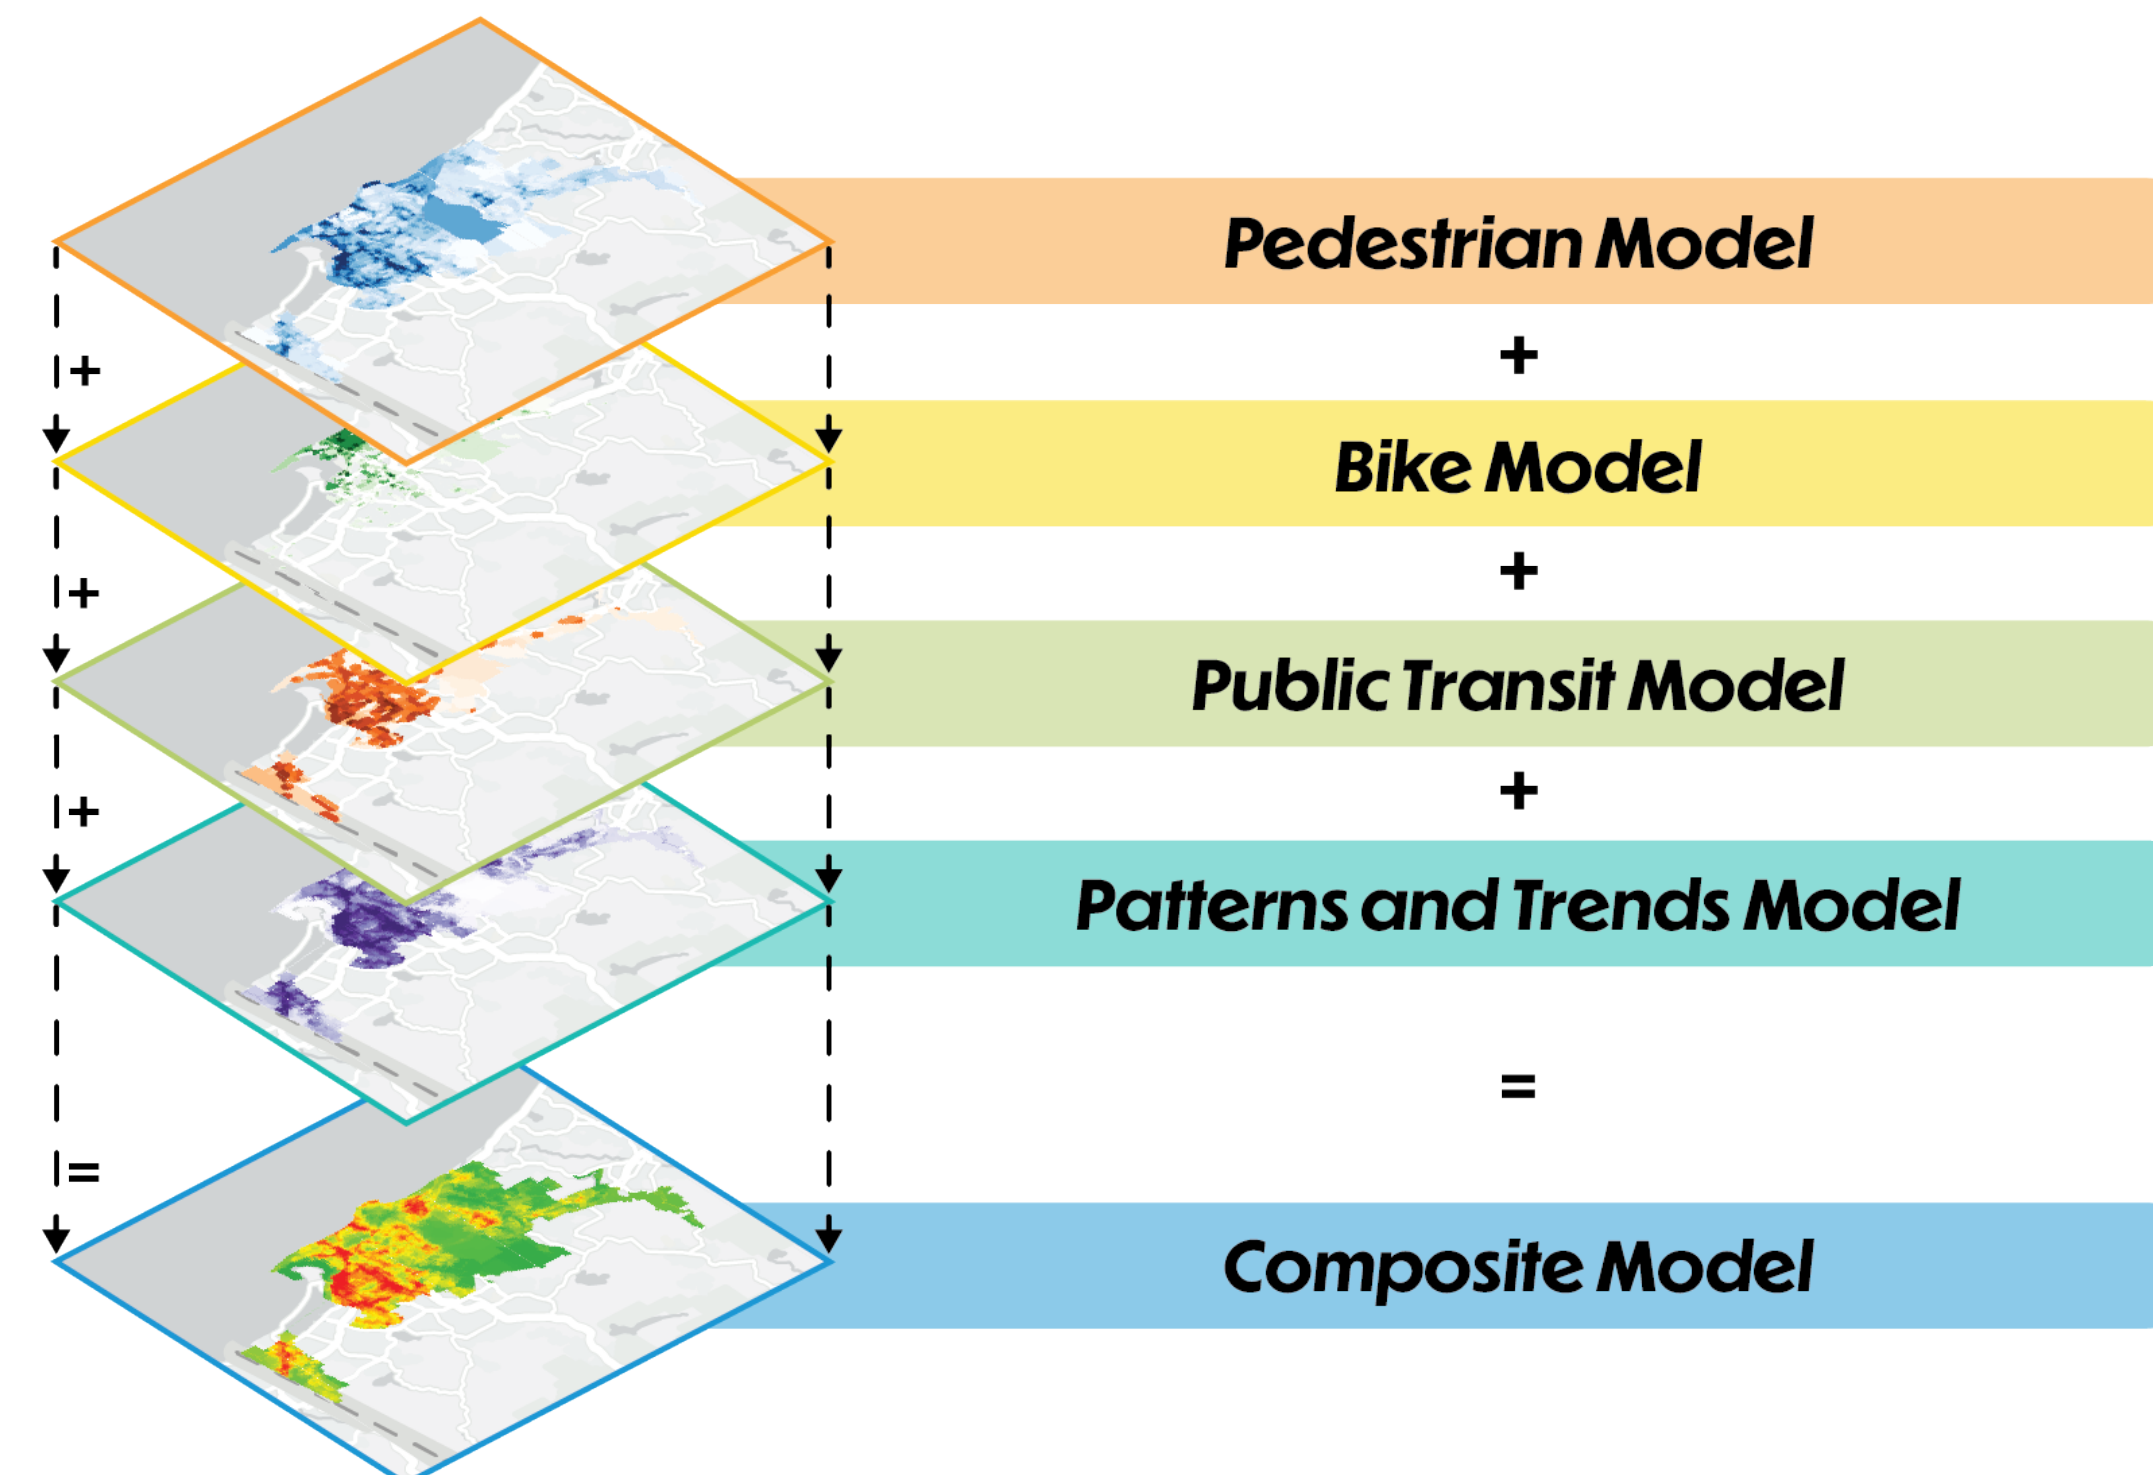 Pedestrian Model
+
+
Bike Model
+
+
Public Transit Model
+
+
Patterns and Trends Model
=
=
Composite Model